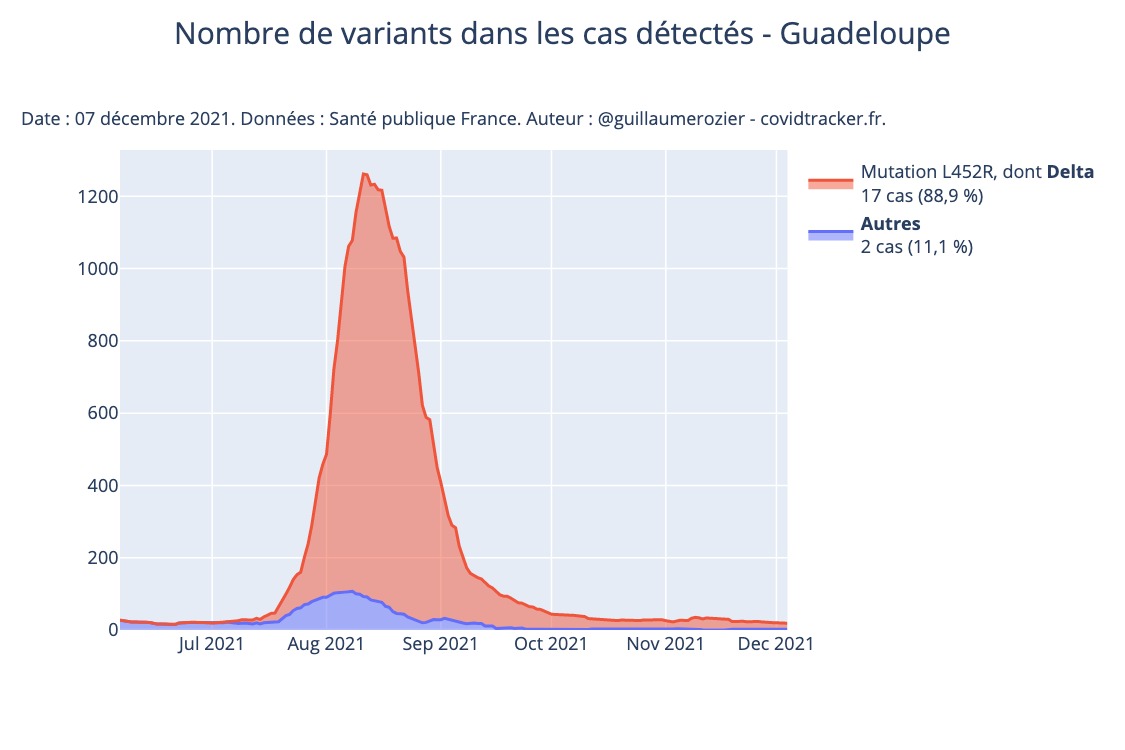 Nombre de variants dans les cas détectés - Guadeloupe
Date : 07 décembre 2021. Données : Santé publique France. Auteur : @guillaumerozier - covidtracker.fr.
Mutation L452R, dont Delta
17 cas (88,9 %)
Autres
2 cas (11,1 %)
1200
1000
800
600
400
200
0
Jul 2021 Aug 2021 Sep 2021 Oct 2021 Nov 2021 Dec 2021